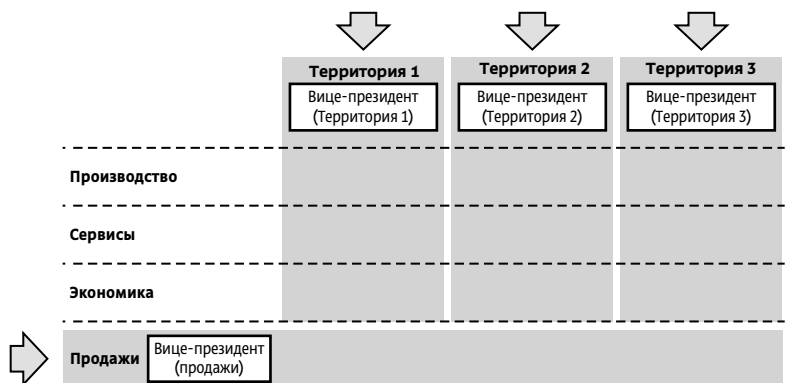 Территория 1 Территория 2 Территория 3
Вице-президент Вице-президент Вице-президент
(Территория 1) (Территория 2) (Территория 3)
Производство
Сервисы
Экономика
Продажи
Вице-президент
(продажи)